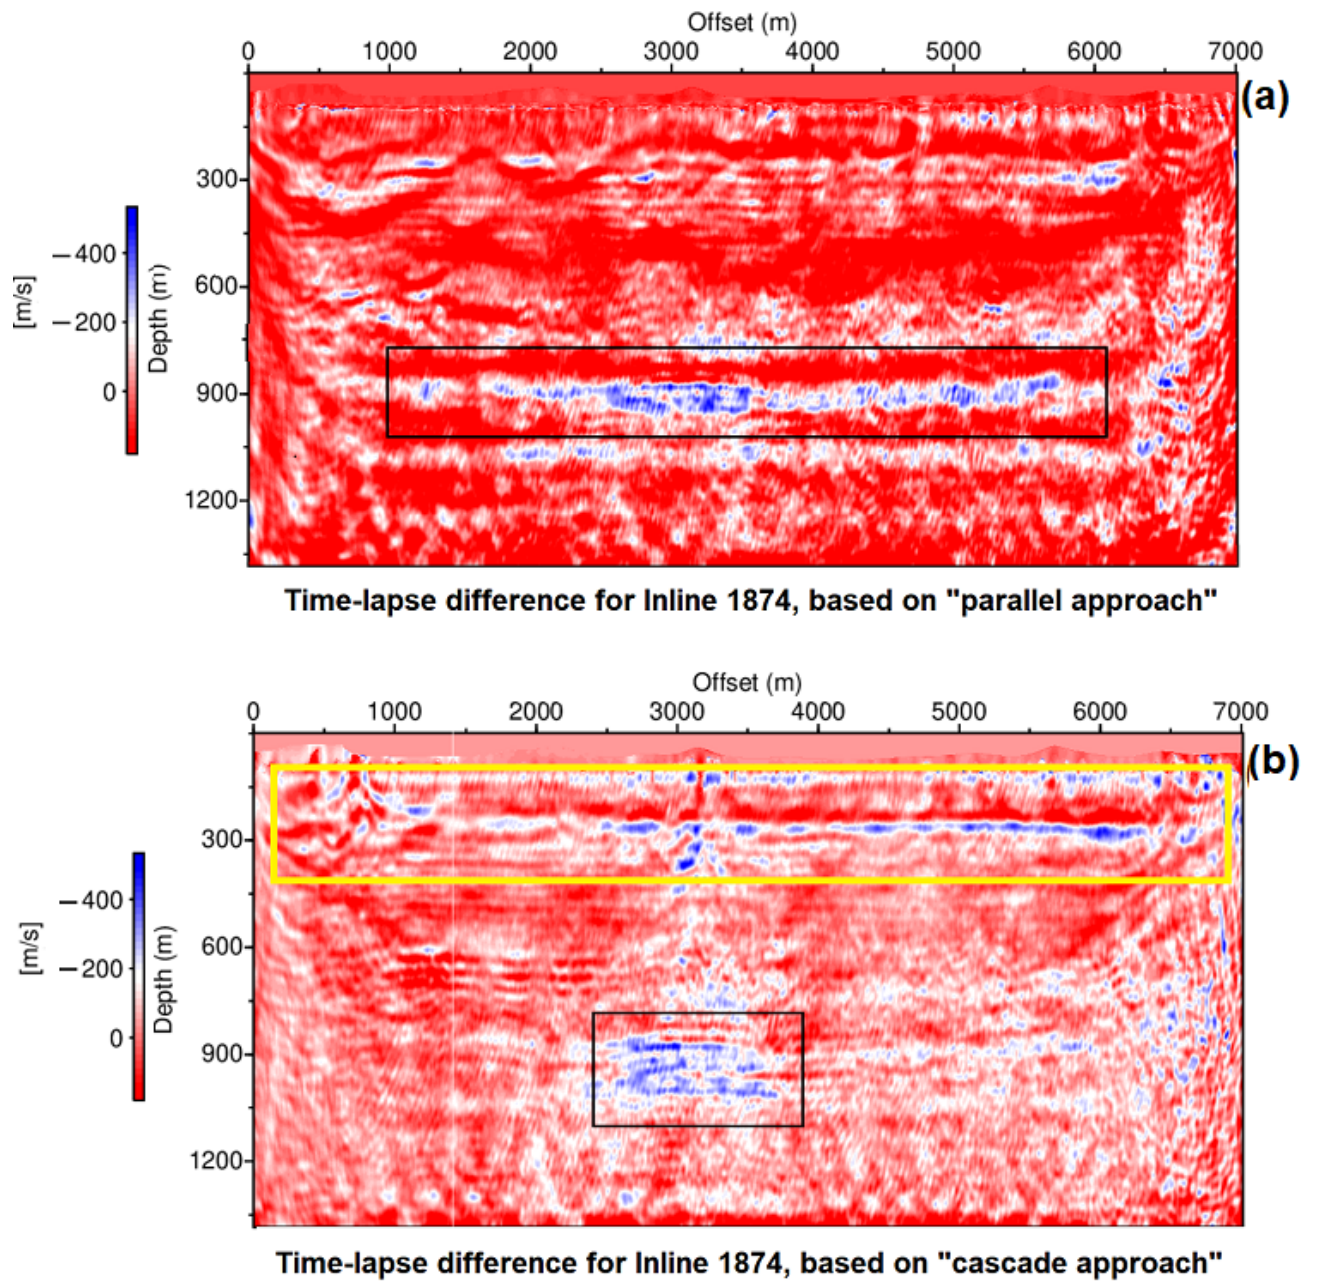 Offset (m)
0 1000 2000 3000 4000 5000 6000 7000
(a)
300
600
900
1200
Depth (m)
[m/s]
−400
−200
0
Time-lapse difference for Inline 1874, based on "parallel approach"
Offset (m)
0 1000 2000 3000 4000 5000 6000 7000
(b)
300
600
900
1200
Depth (m)
[m/s]
−400
−200
0
Time-lapse difference for Inline 1874, based on "cascade approach"